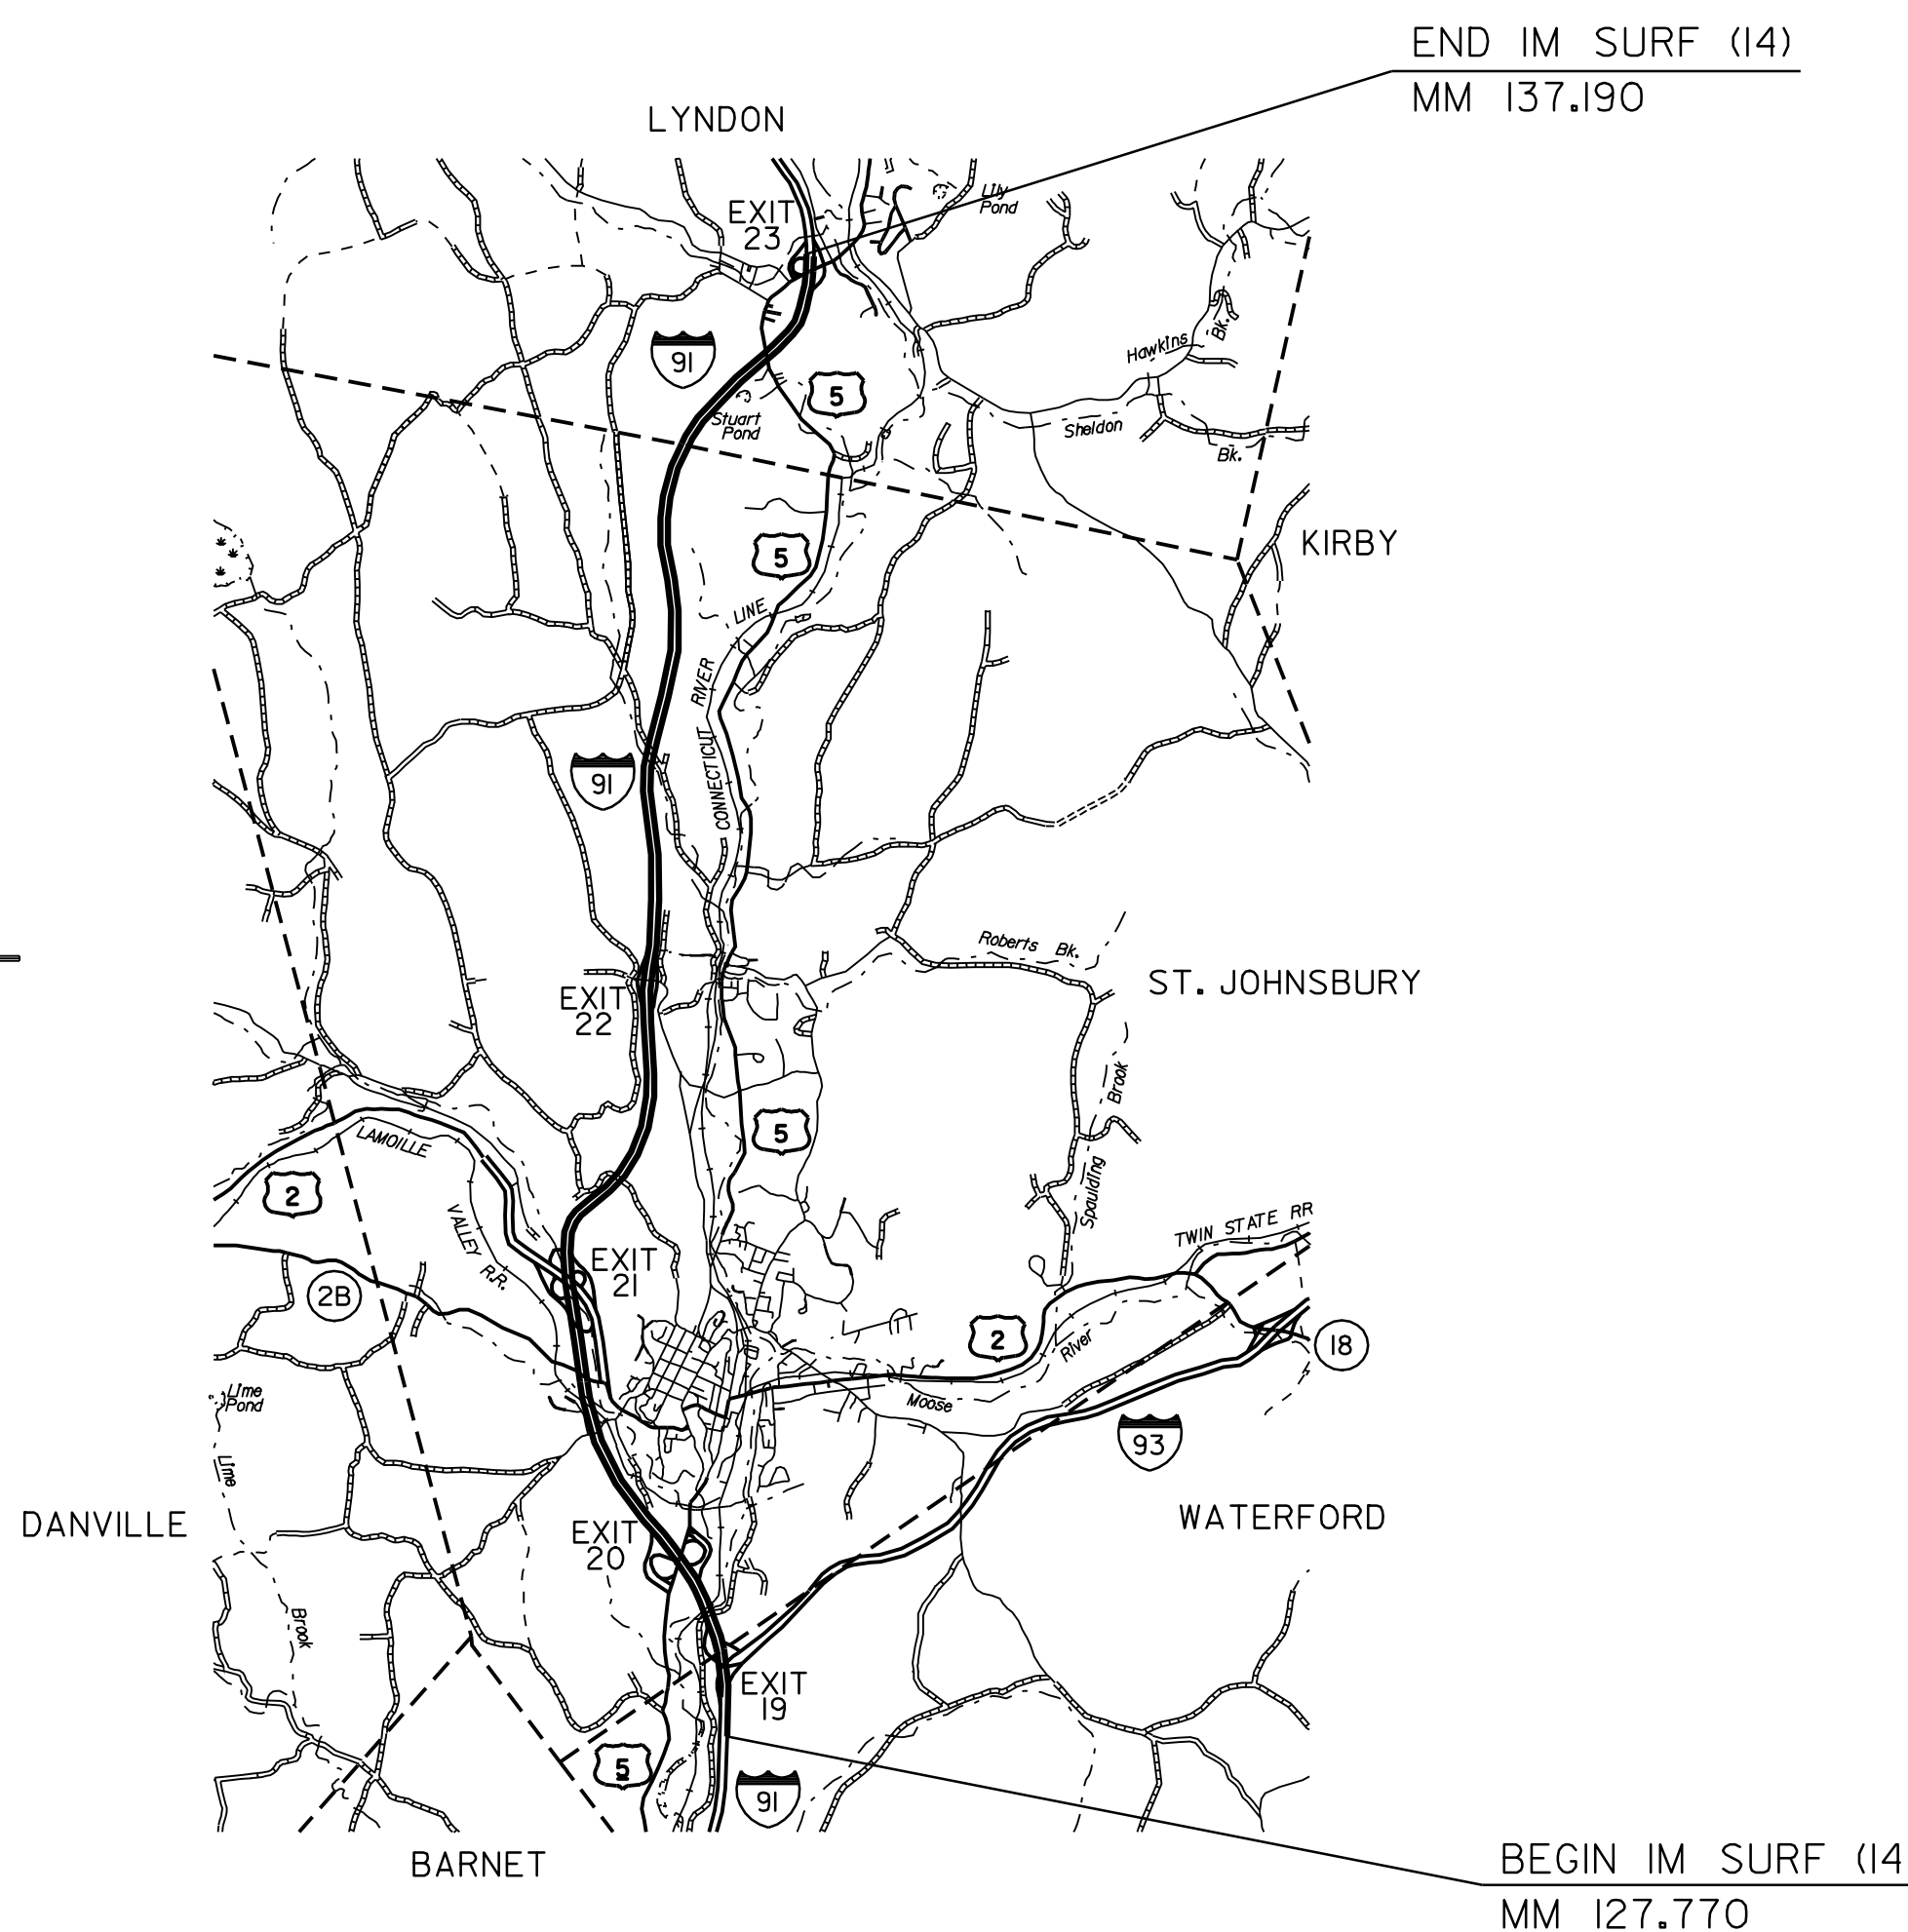 END IM SURF (14)
MM 137.190
LYNDON
EXIT
23
Lily
Pond
91
5
Hawkins
Bk.
Stuart
Pond
Sheldon
Bk.
5
KIRBY
LINE
RIVER
CONNECTICUT
91
Roberts Bk.
ST. JOHNSBURY
EXIT
22
Brook
5
LAMOILLE
2
Spaulding
VALLEY
R.R.
TWIN STATE RR
EXIT
21
2B
2
River
18
Lime
Pond
Moose
93
Lime
DANVILLE
WATERFORD
EXIT
20
Brook
EXIT
19
5
91
BEGIN IM SURF (14
BARNET
MM 127.770